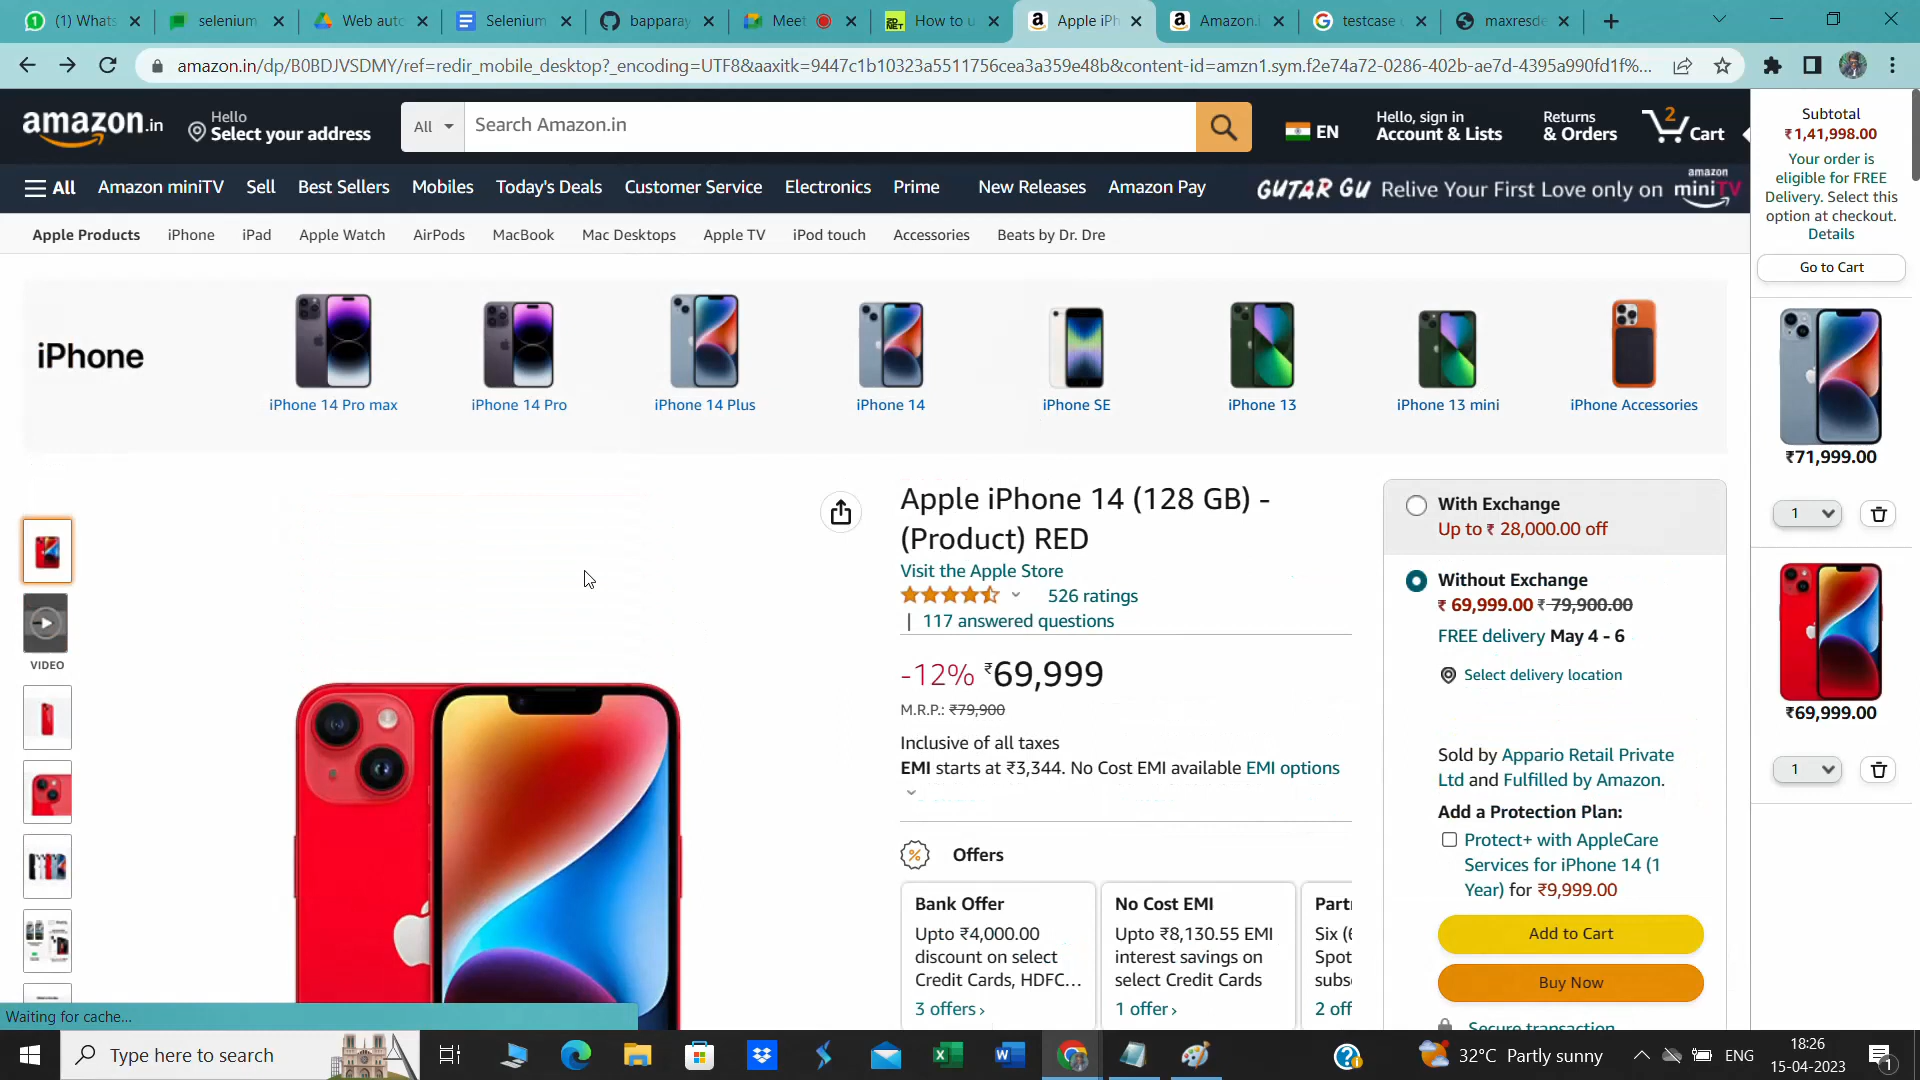 (1) Whats
selenium
Web auto
Selenium
bapparay
Meet
How to u
Apple iPh
Amazon.i
testcase
maxresde
amazon.in/dp/B0BDJVSDMY/ref=redir_mobile_desktop?_encoding=UTF8&aaxitk=9447c1b10323a5511756cea3a359e48b&content-id=amzn1.sym.f2e74a72-0286-402b-ae7d-4395a990fd1f%...
amazon.in
Hello
Select your address
All
Search Amazon.in
EN
Hello, sign in
Account & Lists
Returns
& Orders
2
Cart
All
Amazon miniTV
Sell
Best Sellers
Mobiles
Today's Deals
Customer Service
Electronics
Prime
New Releases
Amazon Pay
GUTAR GU Relive Your First Love only on amazon miniTV
Apple Products
iPhone
iPad
Apple Watch
AirPods
MacBook
Mac Desktops
Apple TV
iPod touch
Accessories
Beats by Dr. Dre
iPhone
iPhone 14 Pro max
iPhone 14 Pro
iPhone 14 Plus
iPhone 14
iPhone SE
iPhone 13
iPhone 13 mini
iPhone Accessories
VIDEO
Apple iPhone 14 (128 GB) -
(Product) RED
Visit the Apple Store
526 ratings
| 117 answered questions
-12% ₹69,999
M.R.P.: ₹79,900
Inclusive of all taxes
EMI starts at ₹3,344. No Cost EMI available EMI options
Offers
Bank Offer
Upto ₹4,000.00
discount on select
Credit Cards, HDFC…
3 offers ›
No Cost EMI
Upto ₹8,130.55 EMI
interest savings on
select Credit Cards
1 offer ›
Partr
Six (6
Spot
subs
2 off
With Exchange
Up to ₹ 28,000.00 off
Without Exchange
₹ 69,999.00 ₹ 79,900.00
FREE delivery May 4 - 6
Select delivery location
Sold by Appario Retail Private
Ltd and Fulfilled by Amazon.
Add a Protection Plan:
Protect+ with AppleCare
Services for iPhone 14 (1
Year) for ₹9,999.00
Add to Cart
Buy Now
Secure transaction
Subtotal
₹1,41,998.00
Your order is
eligible for FREE
Delivery. Select this
option at checkout.
Details
Go to Cart
₹71,999.00
1
₹69,999.00
1
Waiting for cache...
Type here to search
32°C Partly sunny
ENG
18:26
15-04-2023
1